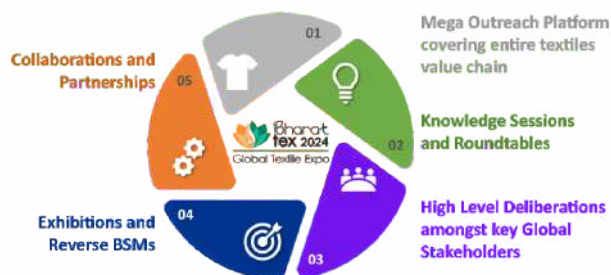 01
Mega Outreach Platform
covering entire textiles
value chain
02
Knowledge Sessions
and Roundtables
03
High Level Deliberations
amongst key Global
Stakeholders
04
Exhibitions and
Reverse BSMs
05
Collaborations and
Partnerships
Bharat
tex 2024
Global Textile Expo